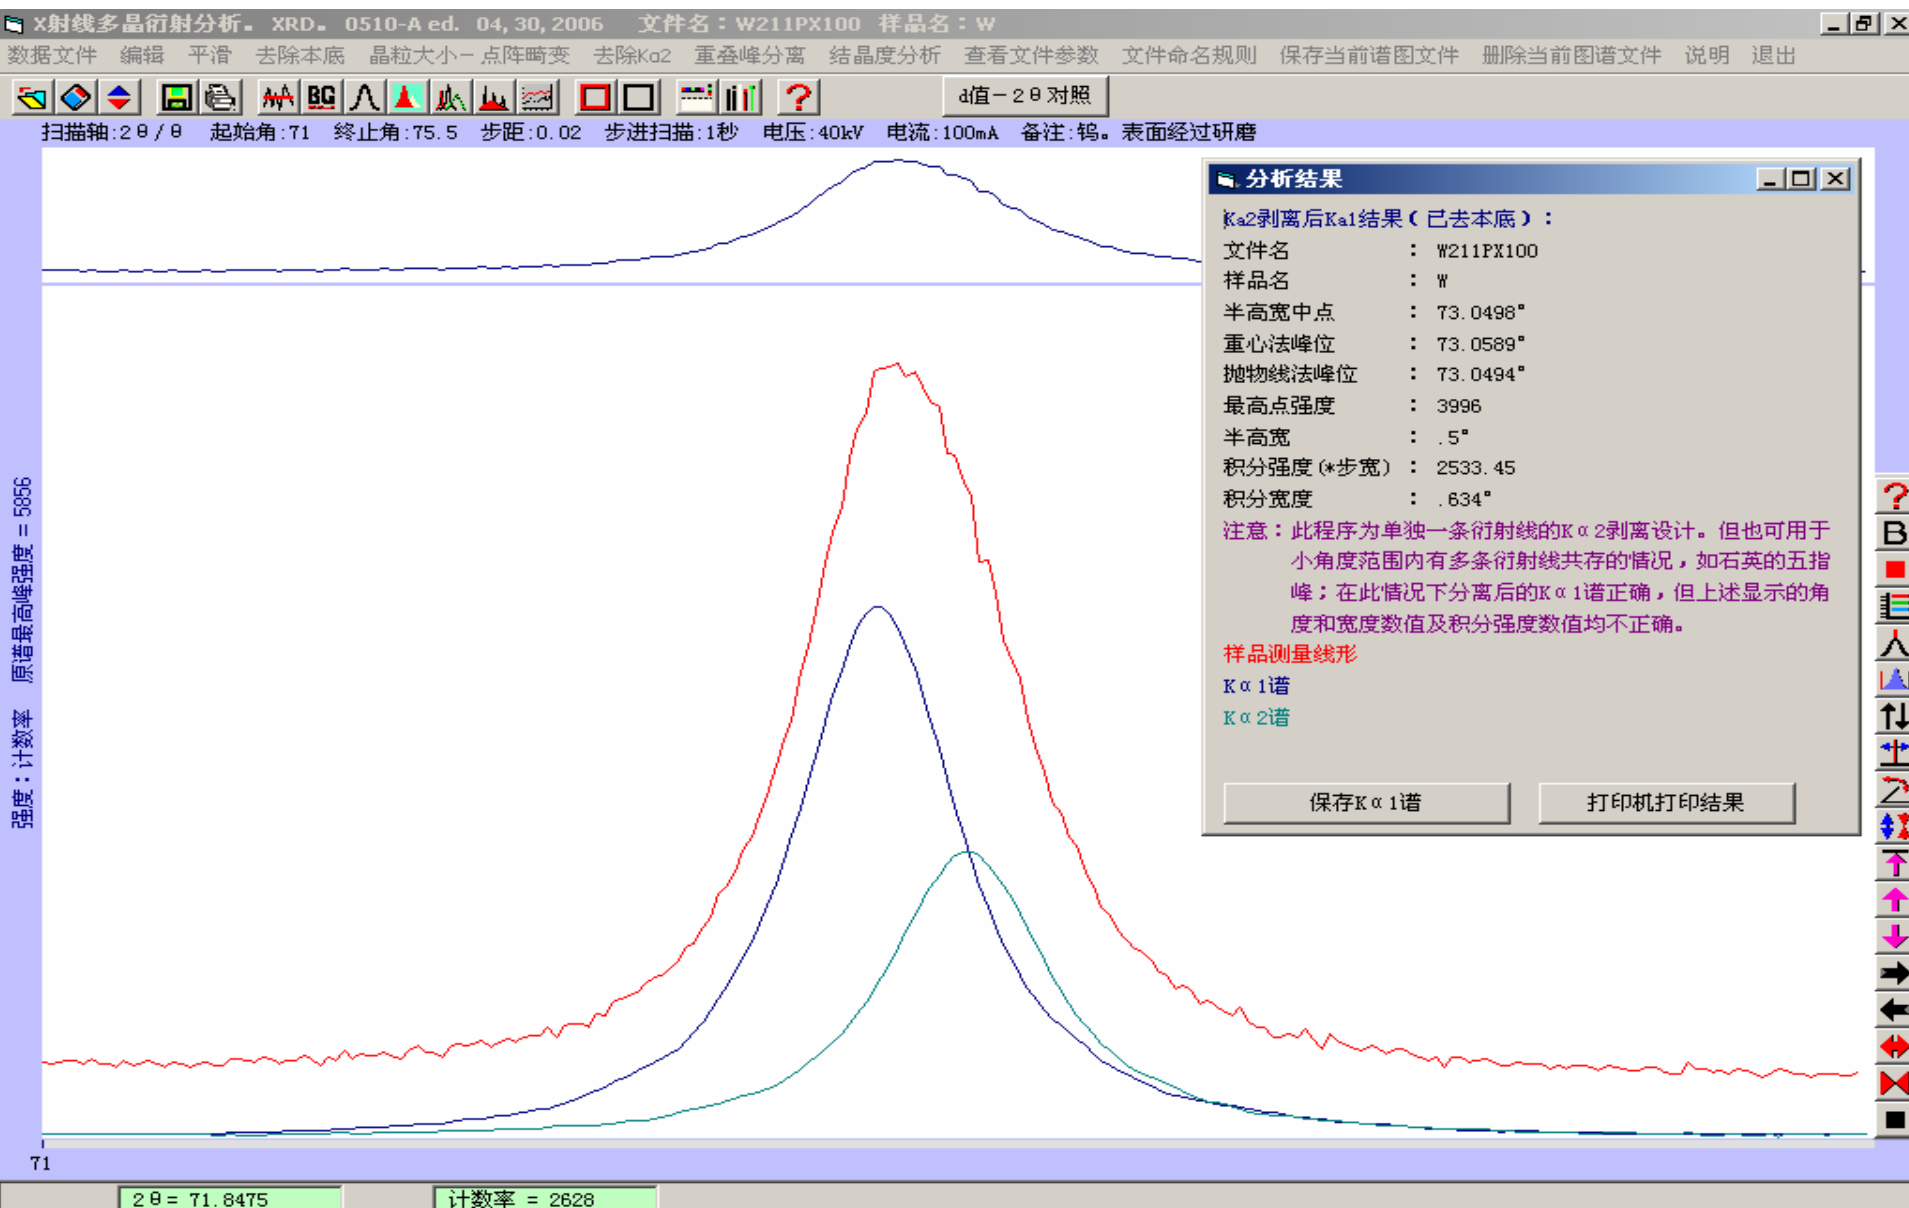 X射线多晶衍射分析。 XRD。 0510-A ed. 04,30,2006 文件名：W211PX100 样品名：W
数据文件 编辑 平滑 去除本底 晶粒大小－点阵畸变 去除Kα2 重叠峰分离 结晶度分析 查看文件参数 文件命名规则 保存当前谱图文件 删除当前图谱文件 说明 退出
BG
d值－2θ对照
扫描轴:2θ/θ 起始角:71 终止角:75.5 步距:0.02 步进扫描:1秒 电压:40kV 电流:100mA 备注:钨。表面经过研磨
分析结果
Ka2剥离后Ka1结果(已去本底)：
文件名 ： W211PX100
样品名 ： W
半高宽中点 ： 73.0498°
重心法峰位 ： 73.0589°
抛物线法峰位 ： 73.0494°
最高点强度 ： 3996
半高宽 ： .5°
积分强度(*步宽) ： 2533.45
积分宽度 ： .634°
注意：此程序为单独一条衍射线的Kα2剥离设计。但也可用于
小角度范围内有多条衍射线共存的情况，如石英的五指
峰；在此情况下分离后的Kα1谱正确，但上述显示的角
度和宽度数值及积分强度数值均不正确。
样品测量线形
Kα1谱
Kα2谱
保存Kα1谱
打印机打印结果
强度：计数率 原谱最高峰强度 = 5856
B
71
2θ= 71.8475
计数率 = 2628